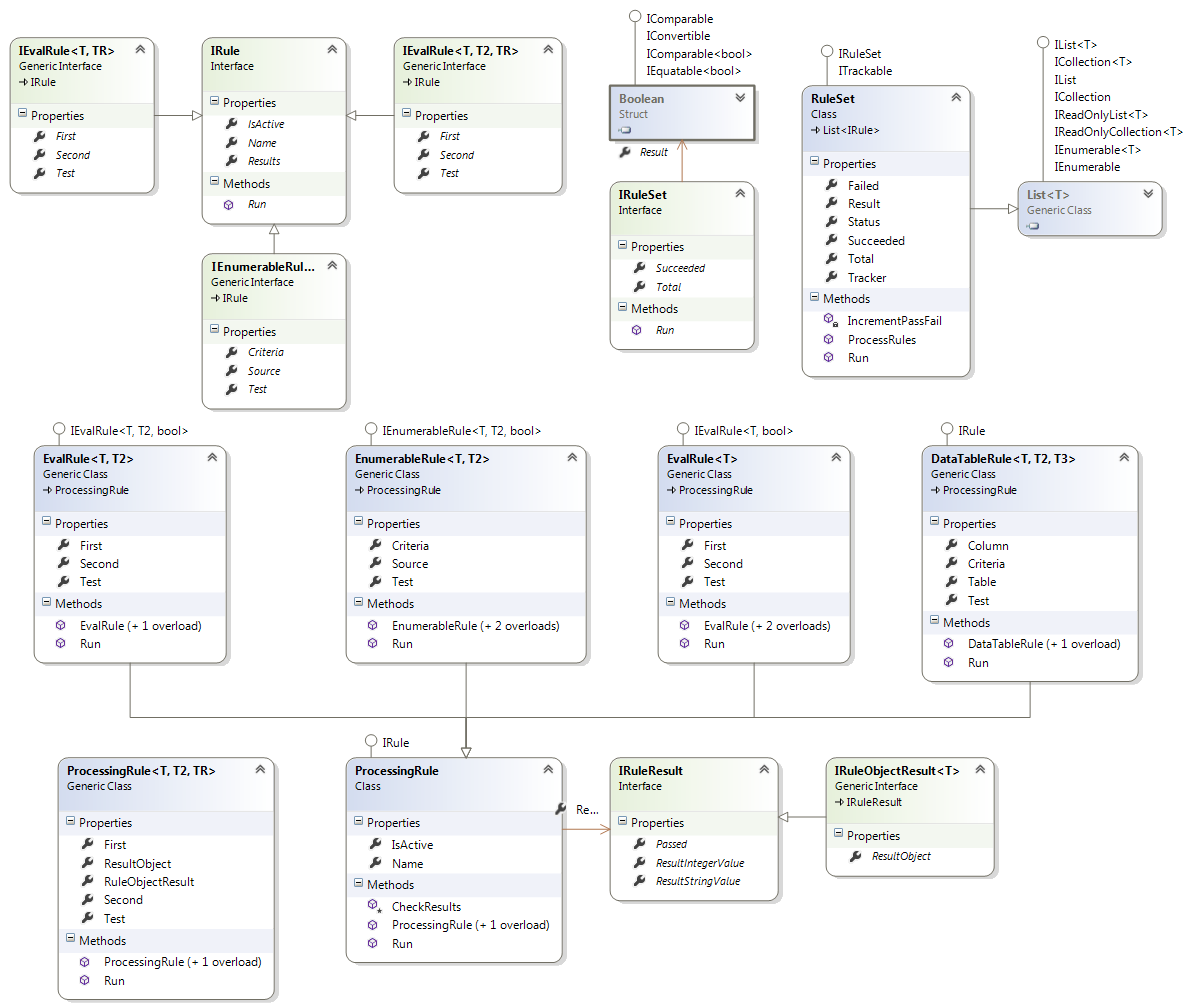 IEvalRule<T, TR>
Generic Interface
IRule
Properties
First
Second
Test
IRule
Interface
Properties
IsActive
Name
Results
Methods
Run
IEvalRule<T, T2, TR>
Generic Interface
IRule
Properties
First
Second
Test
IEnumerableRul...
Generic Interface
IRule
Properties
Criteria
Source
Test
IComparable
IConvertible
IComparable<bool>
IEquatable<bool>
Boolean
Struct
Result
IRuleSet
Interface
Properties
Succeeded
Total
Methods
Run
IRuleSet
ITrackable
RuleSet
Class
List<IRule>
Properties
Failed
Result
Status
Succeeded
Total
Tracker
Methods
IncrementPassFail
ProcessRules
Run
IList<T>
ICollection<T>
IList
ICollection
IReadOnlyList<T>
IReadOnlyCollection<T>
IEnumerable<T>
IEnumerable
List<T>
Generic Class
IEvalRule<T, T2, bool>
EvalRule<T, T2>
Generic Class
ProcessingRule
Properties
First
Second
Test
Methods
EvalRule (+ 1 overload)
Run
IEnumerableRule<T, T2, bool>
EnumerableRule<T, T2>
Generic Class
ProcessingRule
Properties
Criteria
Source
Test
Methods
EnumerableRule (+ 2 overloads)
Run
IEvalRule<T, bool>
EvalRule<T>
Generic Class
ProcessingRule
Properties
First
Second
Test
Methods
EvalRule (+ 2 overloads)
Run
IRule
DataTableRule<T, T2, T3>
Generic Class
ProcessingRule
Properties
Column
Criteria
Table
Test
Methods
DataTableRule (+ 1 overload)
Run
ProcessingRule<T, T2, TR>
Generic Class
Properties
First
ResultObject
RuleObjectResult
Second
Test
Methods
ProcessingRule (+ 1 overload)
Run
IRule
ProcessingRule
Class
Properties
IsActive
Name
Methods
CheckResults
ProcessingRule (+ 1 overload)
Run
Re...
IRuleResult
Interface
Properties
Passed
ResultIntegerValue
ResultStringValue
IRuleObjectResult<T>
Generic Interface
IRuleResult
Properties
ResultObject